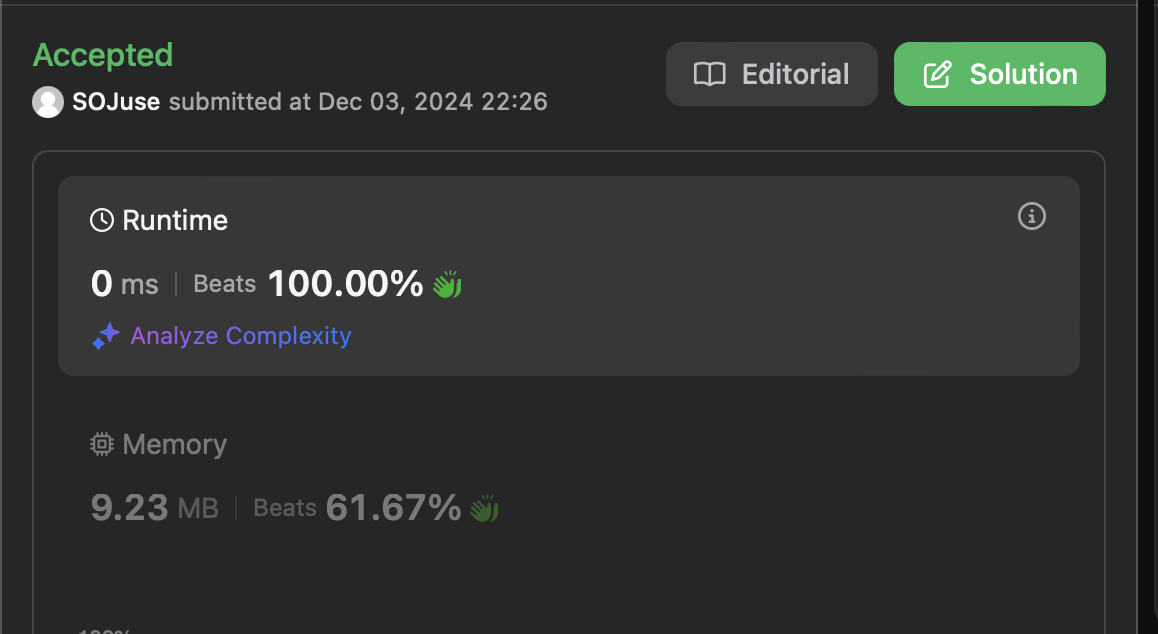 Accepted
Editorial
Solution
SOJuse submitted at Dec 03, 2024 22:26
Runtime
0 ms | Beats 100.00%
Analyze Complexity
Memory
9.23 MB | Beats 61.67%